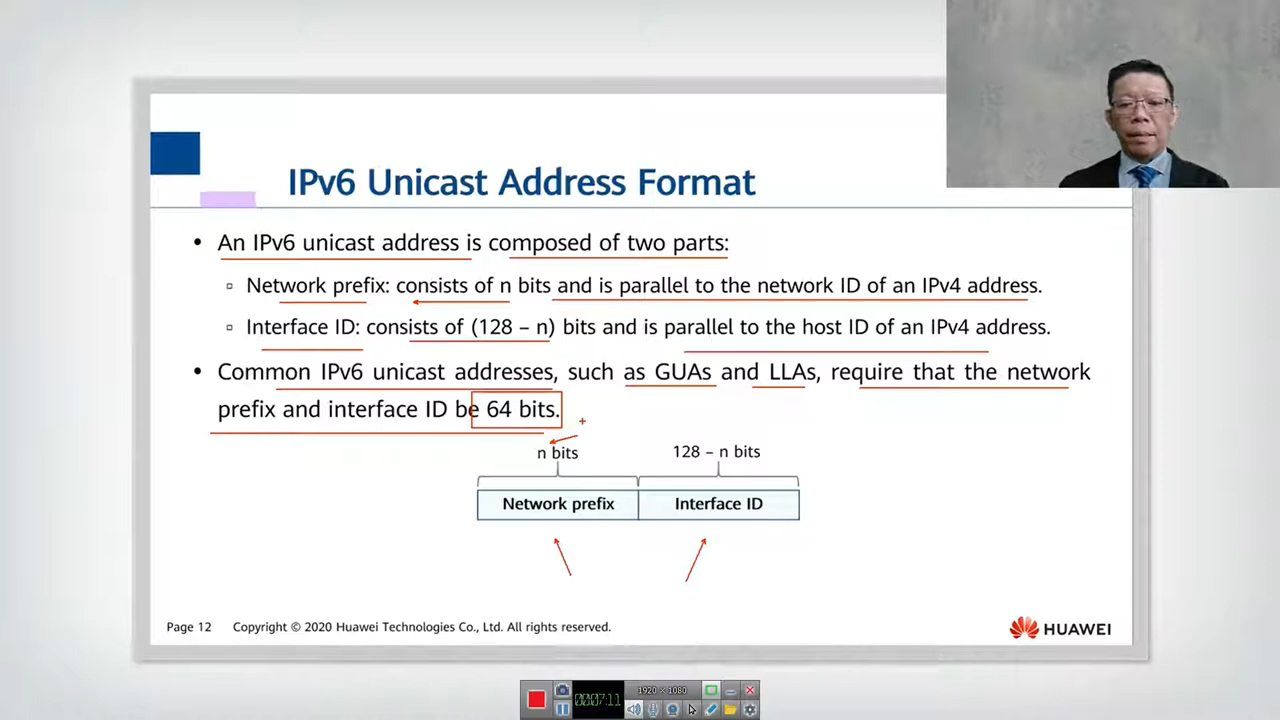 IPv6 Unicast Address Format
• An IPv6 unicast address is composed of two parts:
▫ Network prefix: consists of n bits and is parallel to the network ID of an IPv4 address.
▫ Interface ID: consists of (128 – n) bits and is parallel to the host ID of an IPv4 address.
• Common IPv6 unicast addresses, such as GUAs and LLAs, require that the network
prefix and interface ID be 64 bits.
n bits
128 – n bits
Network prefix
Interface ID
Page 12
Copyright © 2020 Huawei Technologies Co., Ltd. All rights reserved.
HUAWEI
00:07:11
1920 × 1080